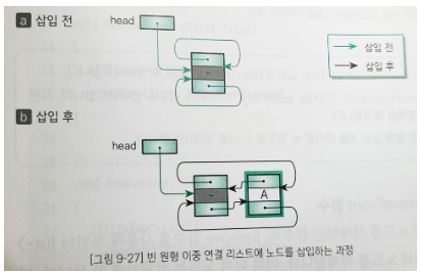 a 삽입 전
head
삽입 전
삽입 후
b 삽입 후
head
-
A
[그림 9-27] 빈 원형 이중 연결 리스트에 노드를 삽입하는 과정